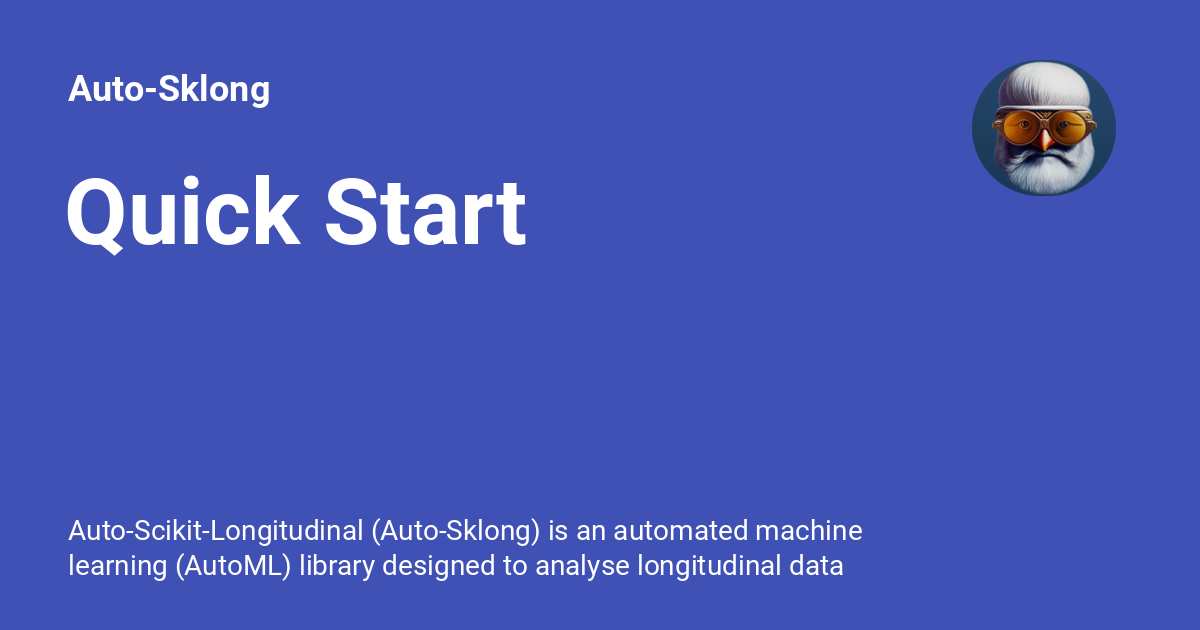 Auto-Sklong
Quick Start
Auto-Scikit-Longitudinal (Auto-Sklong) is an automated machine
learning (AutoML) library designed to analyse longitudinal data